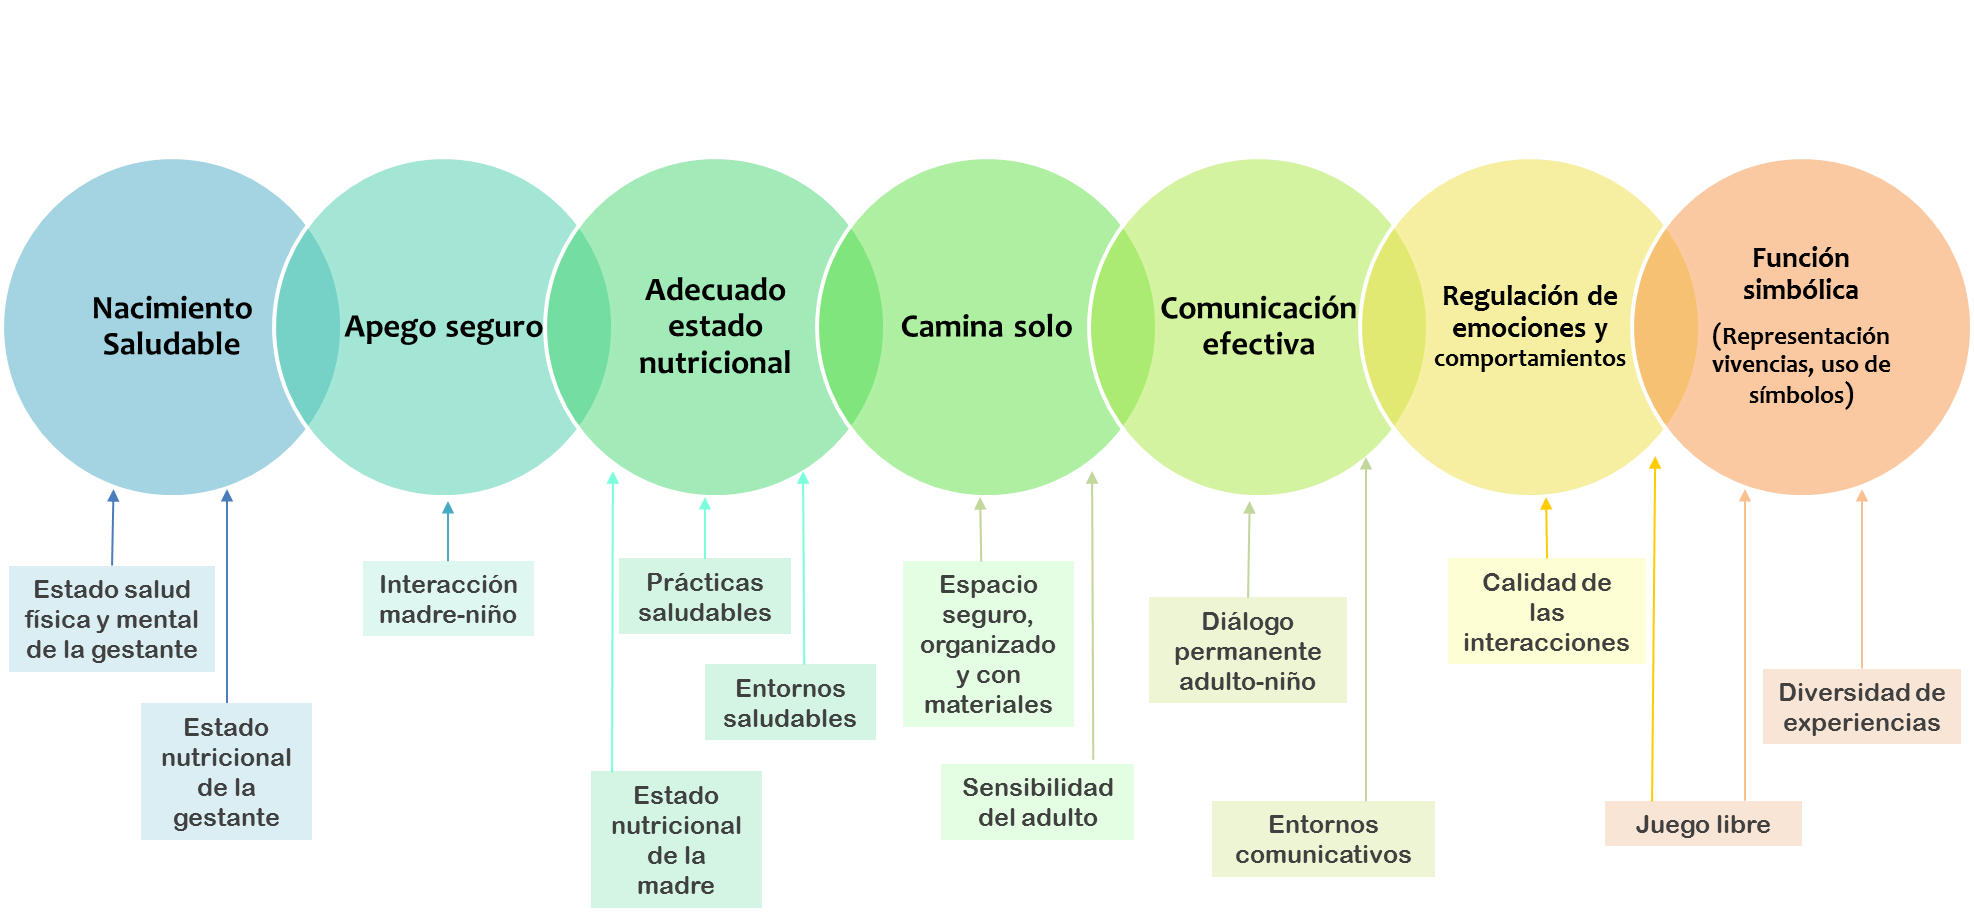 Nacimiento
Saludable
Apego seguro
Adecuado
estado
nutricional
Camina solo
Comunicación
efectiva
Regulación de
emociones y
comportamientos
Función
simbólica
(Representación
vivencias, uso de
símbolos)
Estado salud
física y mental
de la gestante
Estado
nutricional
de la
gestante
Interacción
madre-niño
Prácticas
saludables
Entornos
saludables
Estado
nutricional
de la
madre
Espacio
seguro,
organizado
y con
materiales
Sensibilidad
del adulto
Diálogo
permanente
adulto-niño
Entornos
comunicativos
Calidad de
las
interacciones
Juego libre
Diversidad de
experiencias